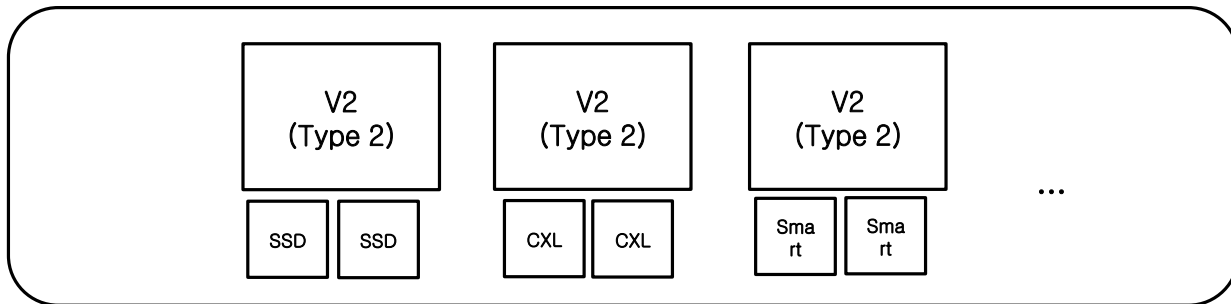 V2
(Type 2)
V2
(Type 2)
V2
(Type 2)
...
SSD
SSD
CXL
CXL
Sma
rt
Sma
rt